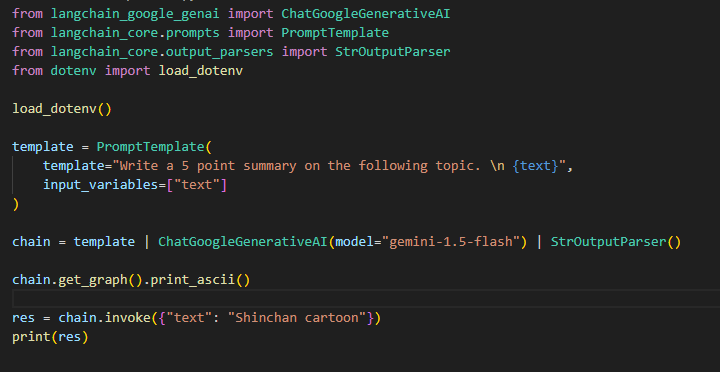 from langchain_google_genai import ChatGoogleGenerativeAI
from langchain_core.prompts import PromptTemplate
from langchain_core.output_parsers import StrOutputParser
from dotenv import load_dotenv

load_dotenv()

template = PromptTemplate(
    template="Write a 5 point summary on the following topic. \n {text}",
    input_variables=["text"]
)

chain = template | ChatGoogleGenerativeAI(model="gemini-1.5-flash") | StrOutputParser()

chain.get_graph().print_ascii()

res = chain.invoke({"text": "Shinchan cartoon"})
print(res)